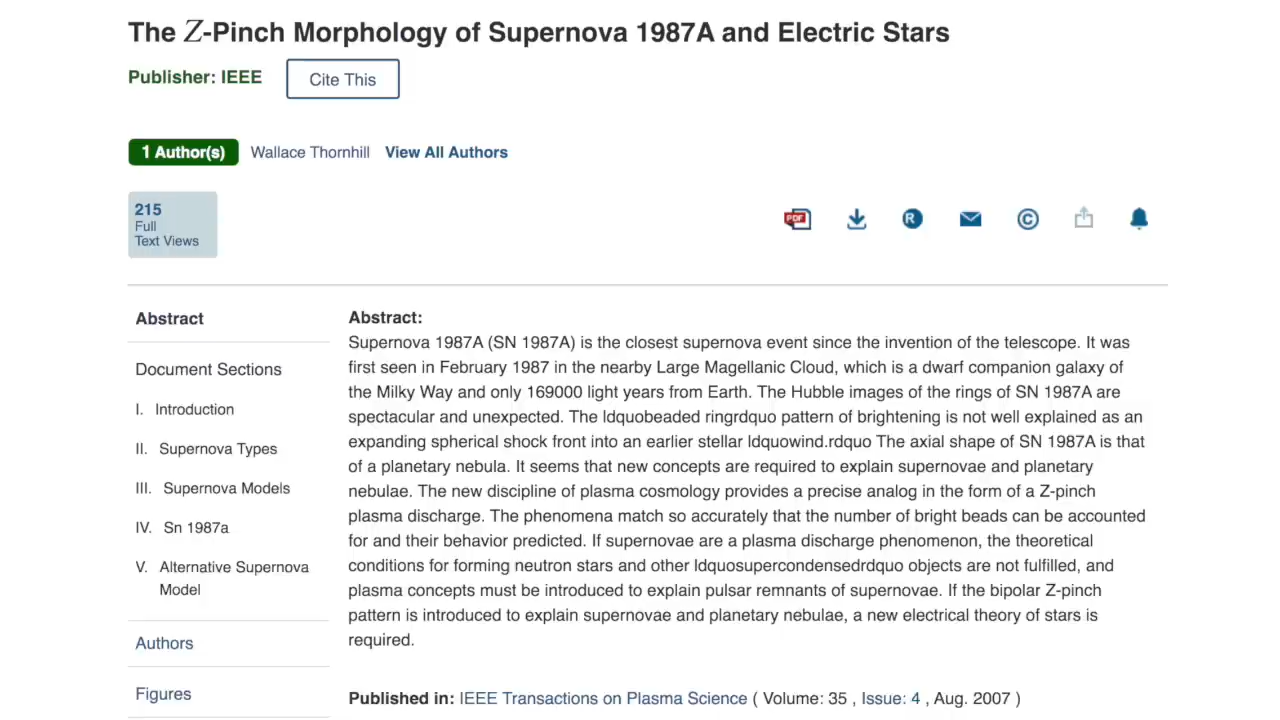 The Z-Pinch Morphology of Supernova 1987A and Electric Stars
Publisher: IEEE
Cite This
1 Author(s)
Wallace Thornhill
View All Authors
215
Full
Text Views
PDF
R
C
Abstract
Document Sections
I. Introduction
II. Supernova Types
III. Supernova Models
IV. Sn 1987a
V. Alternative Supernova
Model
Authors
Figures
Abstract:
Supernova 1987A (SN 1987A) is the closest supernova event since the invention of the telescope. It was
first seen in February 1987 in the nearby Large Magellanic Cloud, which is a dwarf companion galaxy of
the Milky Way and only 169000 light years from Earth. The Hubble images of the rings of SN 1987A are
spectacular and unexpected. The ldquobeaded ringrdquo pattern of brightening is not well explained as an
expanding spherical shock front into an earlier stellar ldquowind.rdquo The axial shape of SN 1987A is that
of a planetary nebula. It seems that new concepts are required to explain supernovae and planetary
nebulae. The new discipline of plasma cosmology provides a precise analog in the form of a Z-pinch
plasma discharge. The phenomena match so accurately that the number of bright beads can be accounted
for and their behavior predicted. If supernovae are a plasma discharge phenomenon, the theoretical
conditions for forming neutron stars and other ldquosupercondensedrdquo objects are not fulfilled, and
plasma concepts must be introduced to explain pulsar remnants of supernovae. If the bipolar Z-pinch
pattern is introduced to explain supernovae and planetary nebulae, a new electrical theory of stars is
required.
Published in: IEEE Transactions on Plasma Science ( Volume: 35 , Issue: 4 , Aug. 2007 )